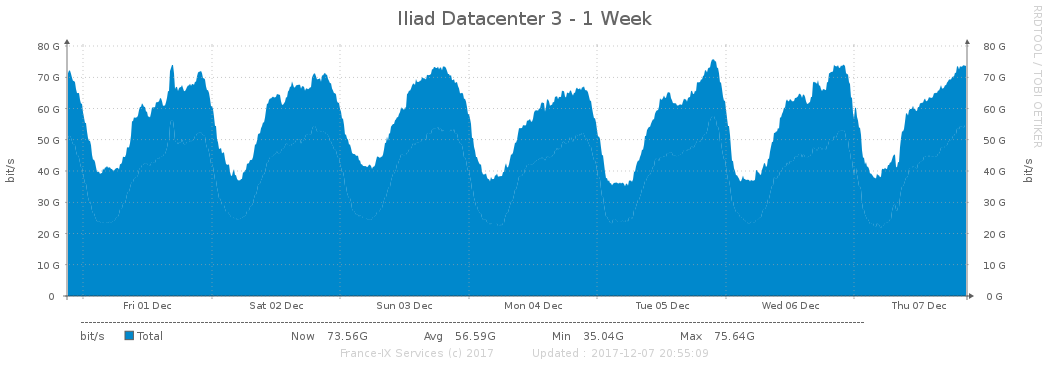 Iliad Datacenter 3 - 1 Week
RRDTOOL / TOBI OETIKER
80 G 80 G
70 G 70 G
60 G 60 G
50 G 50 G
40 G 40 G
30 G 30 G
20 G 20 G
10 G 10 G
0 0 G
bit/s
bit/s
Fri 01 Dec Sat 02 Dec Sun 03 Dec Mon 04 Dec Tue 05 Dec Wed 06 Dec Thu 07 Dec
bit/s Total Now 73.56G Avg 56.59G Min 35.04G Max 75.64G
France-IX Services (c) 2017 Updated : 2017-12-07 20:55:09